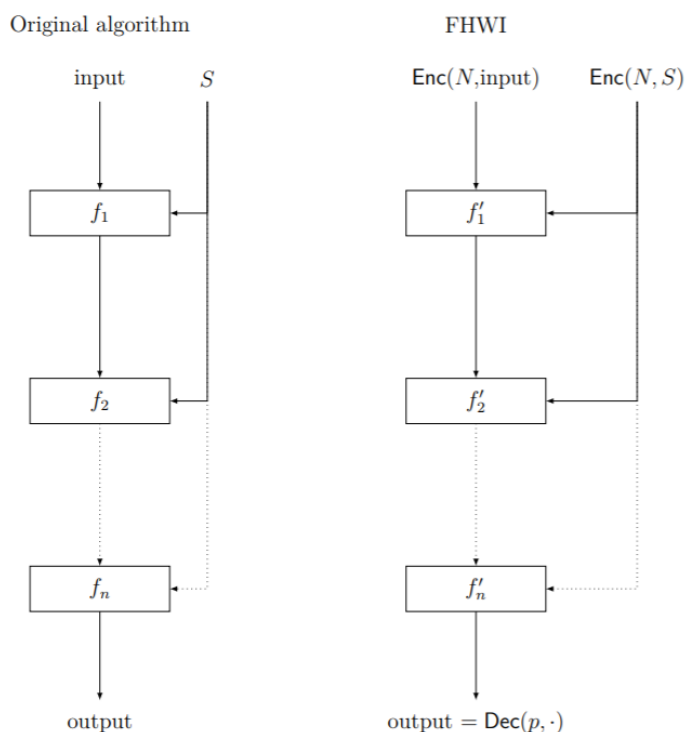 Original algorithm
FHWI
input
S
Enc(N,input)
Enc(N, S)
f₁
f′₁
f₂
f′₂
fₙ
f′ₙ
output
output = Dec(p, ·)